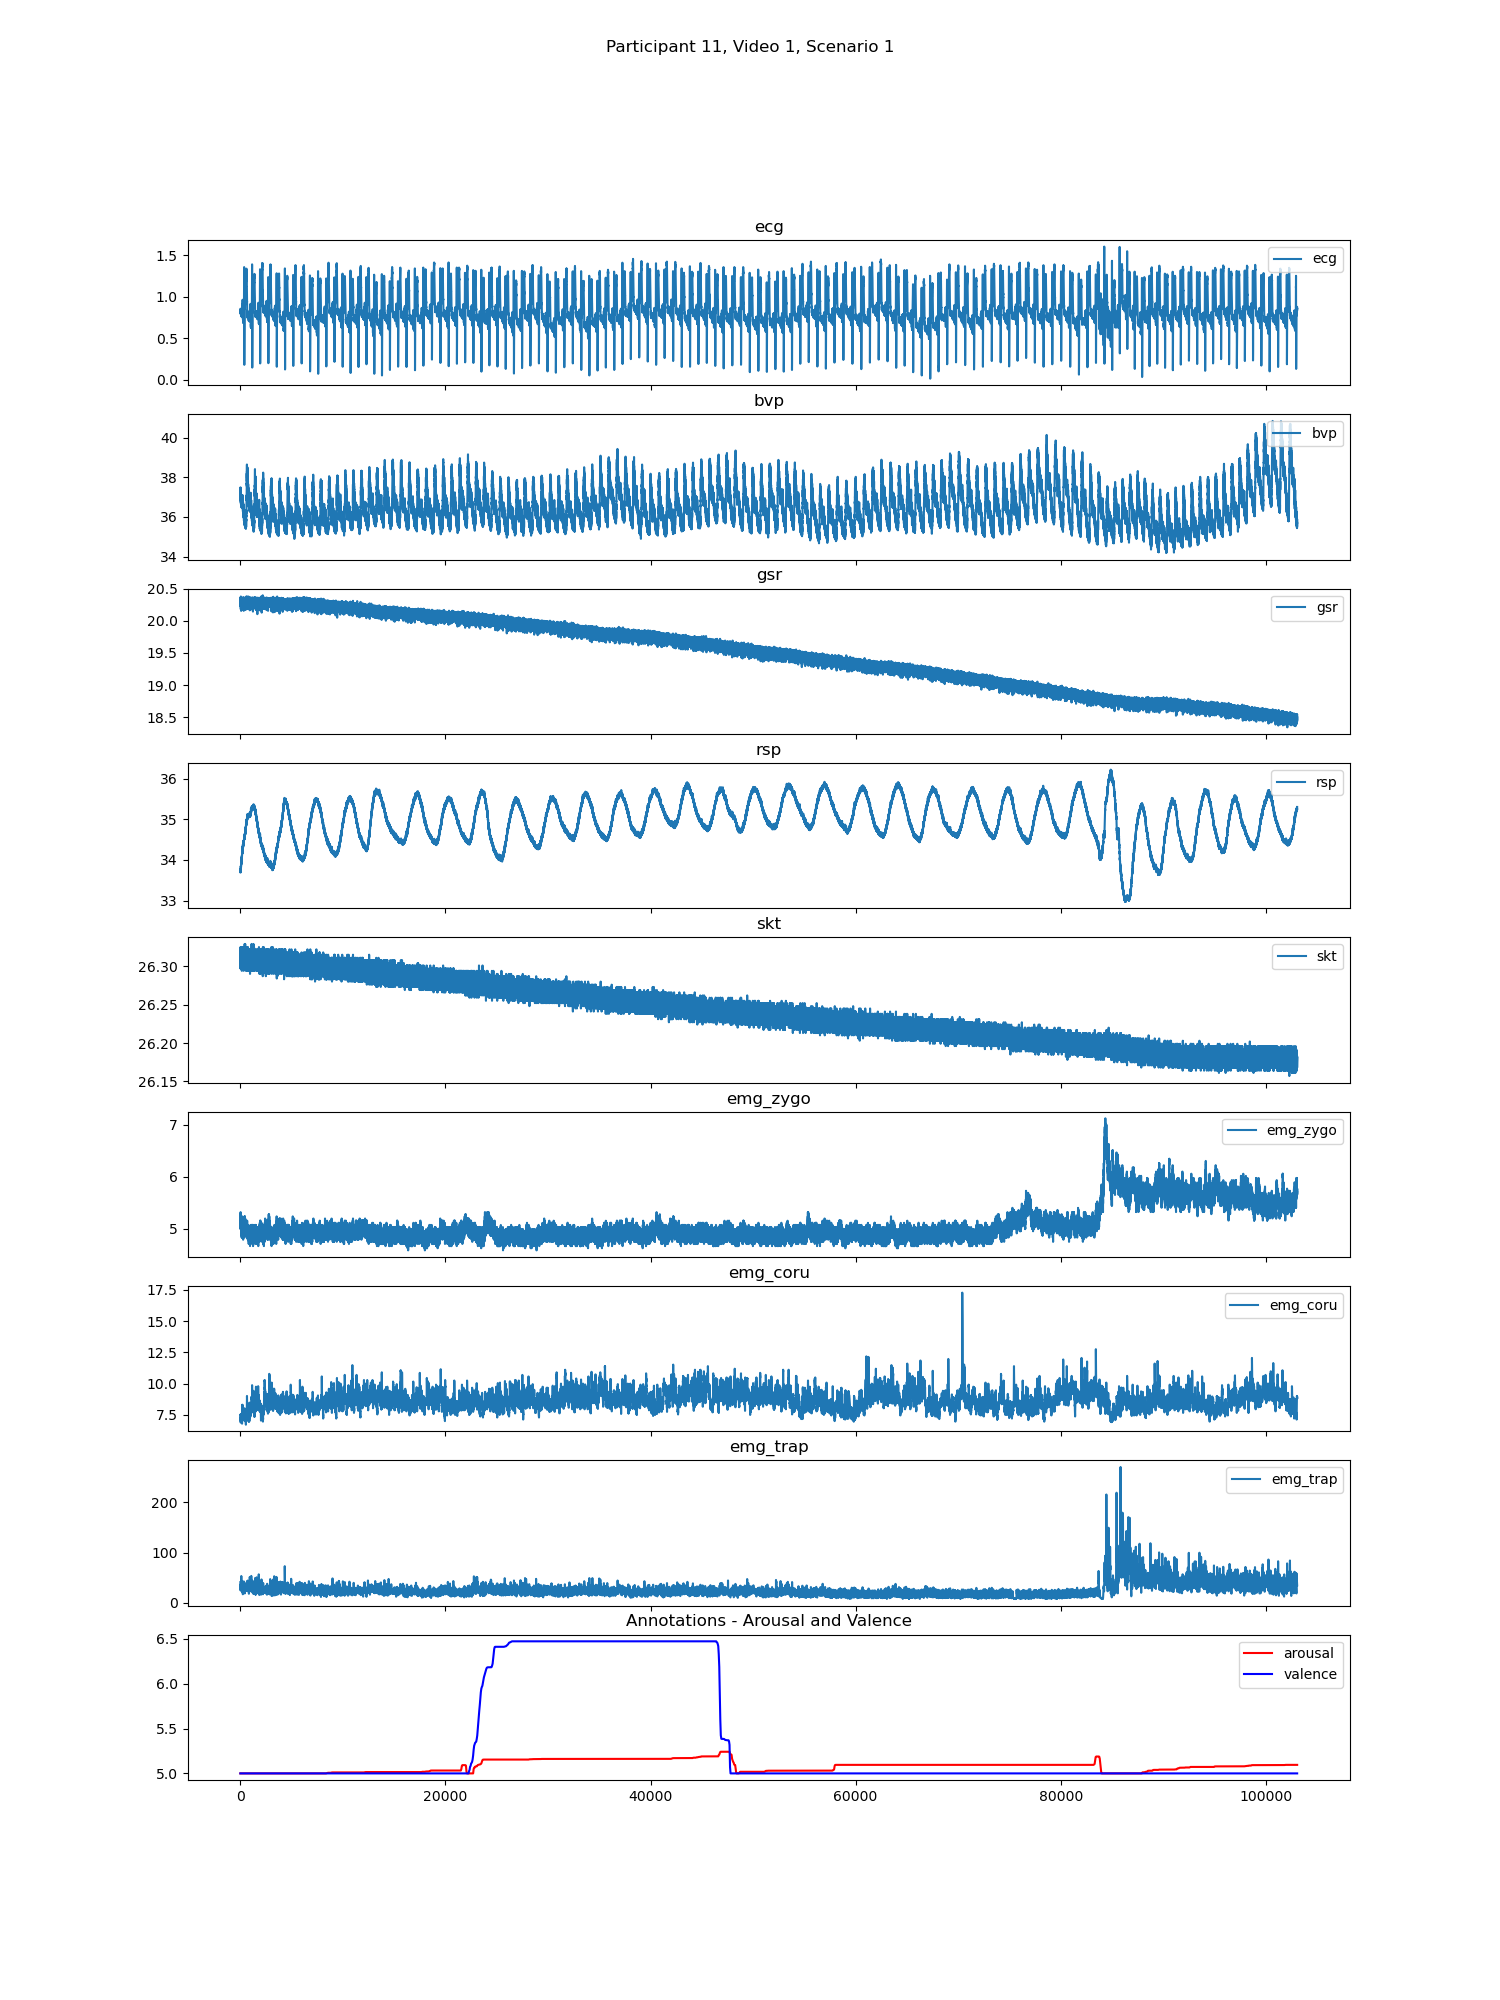 Participant 11, Video 1, Scenario 1
ecg
1.5
1.0
0.5
0.0
ecg
bvp
40
38
36
34
bvp
gsr
20.5
20.0
19.5
19.0
18.5
gsr
rsp
36
35
34
33
rsp
skt
26.30
26.25
26.20
26.15
skt
emg_zygo
7
6
5
emg_zygo
emg_coru
17.5
15.0
12.5
10.0
7.5
emg_coru
emg_trap
200
100
0
emg_trap
Annotations - Arousal and Valence
6.5
6.0
5.5
5.0
arousal
valence
0 20000 40000 60000 80000 100000